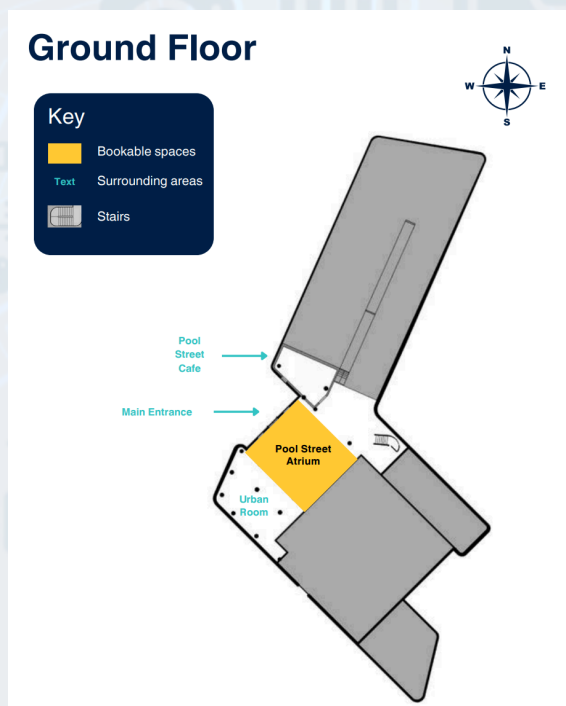 Ground Floor
N
W
E
S
Key
Bookable spaces
Text
Surrounding areas
Stairs
Pool
Street
Cafe
Main Entrance
Pool Street
Atrium
Urban
Room